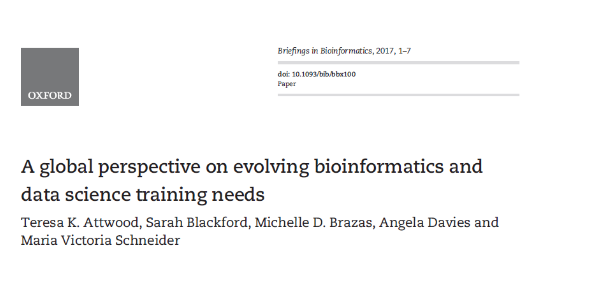 OXFORD
Briefings in Bioinformatics, 2017, 1–7
doi: 10.1093/bib/bbx100
Paper
A global perspective on evolving bioinformatics and
data science training needs
Teresa K. Attwood, Sarah Blackford, Michelle D. Brazas, Angela Davies and
Maria Victoria Schneider